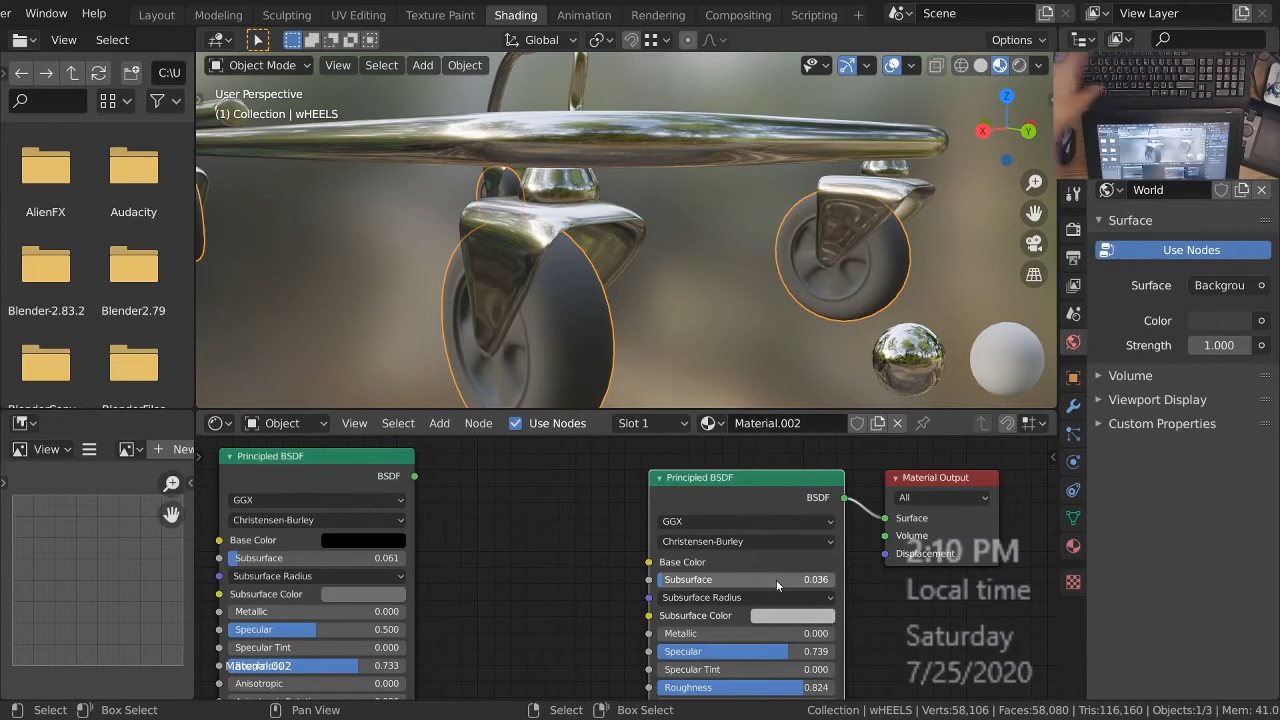 Window Help Layout Modeling Sculpting UV Editing Texture Paint Shading Animation Rendering Compositing Scripting + Scene View Layer
View Select Global Options
C:\U Object Mode View Select Add Object
User Perspective
(1) Collection | wHEELS
Z
X Y
AlienFX Audacity
Blender-2.83.2 Blender2.79
World
Surface
Use Nodes
Surface Backgrou
Color
Strength 1.000
Volume
Viewport Display
Custom Properties
Object View Select Add Node Use Nodes Slot 1 Material.002
View New
Principled BSDF
BSDF
GGX
Christensen-Burley
Base Color
Subsurface 0.061
Subsurface Radius
Subsurface Color
Metallic 0.000
Specular 0.500
Specular Tint 0.000
Material.002
0.733
Anisotropic 0.000
Principled BSDF
BSDF
GGX
Christensen-Burley
Base Color
Subsurface 0.036
Subsurface Radius
Subsurface Color
Metallic 0.000
Specular 0.739
Specular Tint 0.000
Roughness 0.824
Material Output
All
Surface
Volume
Displacement
2:10 PM
Local time
Saturday
7/25/2020
Select Box Select Pan View Select Box Select Collection | wHEELS | Verts:58,106 | Faces:58,080 | Tris:116,160 | Objects:1/3 | Mem: